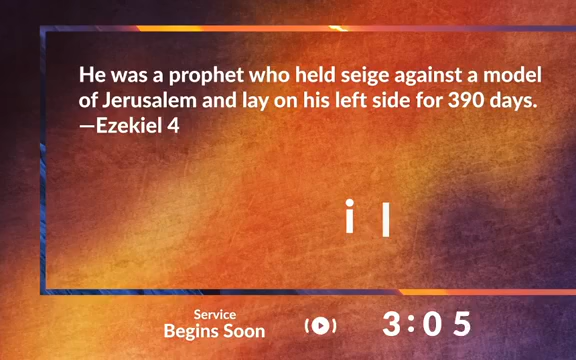 He was a prophet who held seige against a model
of Jerusalem and lay on his left side for 390 days.
—Ezekiel 4
i l
Service
Begins Soon
3:05